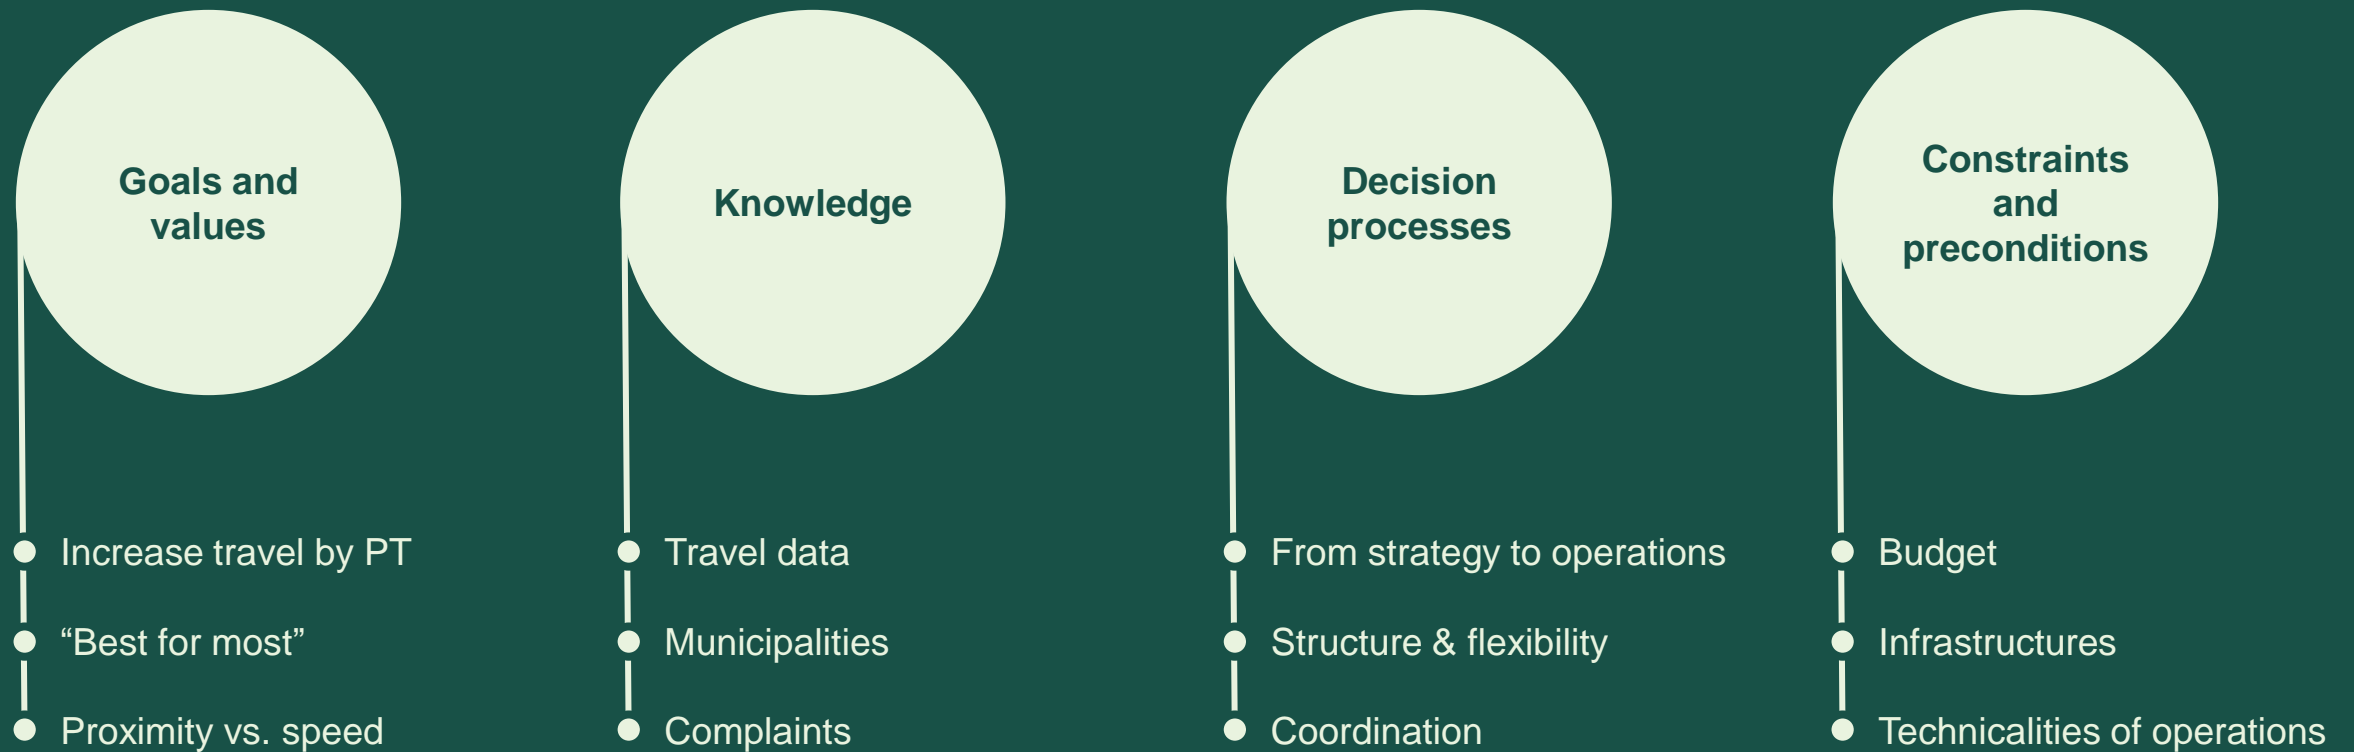 Goals and
values
Increase travel by PT
“Best for most”
Proximity vs. speed
Knowledge
Travel data
Municipalities
Complaints
Decision
processes
From strategy to operations
Structure & flexibility
Coordination
Constraints
and
preconditions
Budget
Infrastructures
Technicalities of operations